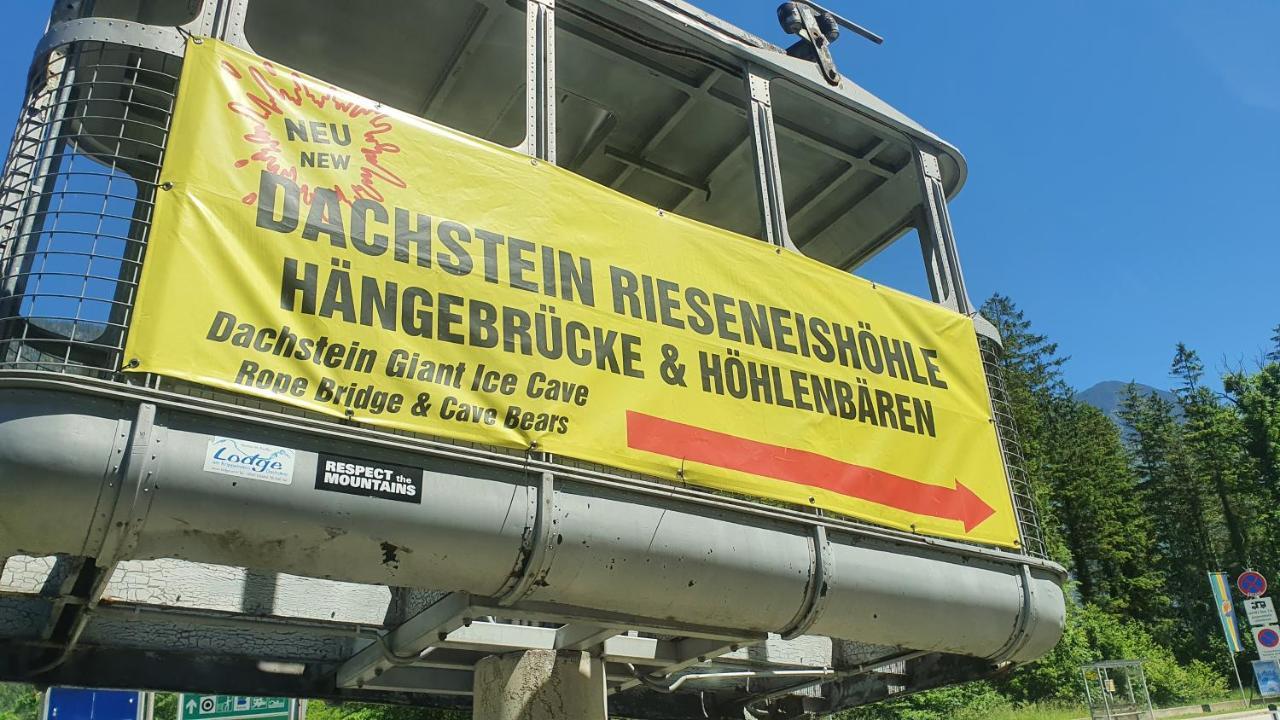 NEU
NEW
DACHSTEIN RIESENEISHÖHLE
HÄNGEBRÜCKE & HÖHLENBÄREN
Dachstein Giant Ice Cave
Rope Bridge & Cave Bears
Lodge
RESPECT the
MOUNTAINS